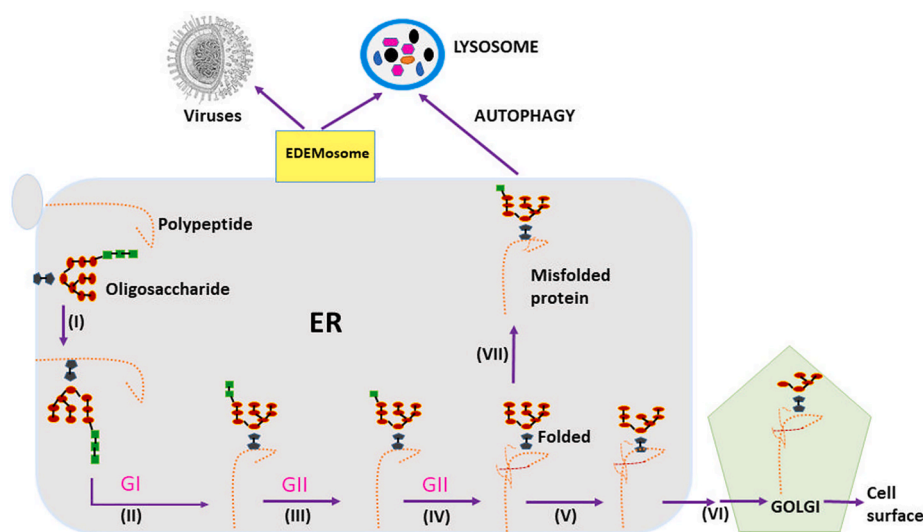 LYSOSOME
Viruses
AUTOPHAGY
EDEMosome
Polypeptide
Oligosaccharide
Misfolded
protein
(I)
ER
(VII)
Folded
GI
GII
GII
(II)
(III)
(IV)
(V)
(VI)
GOLGI
Cell
surface